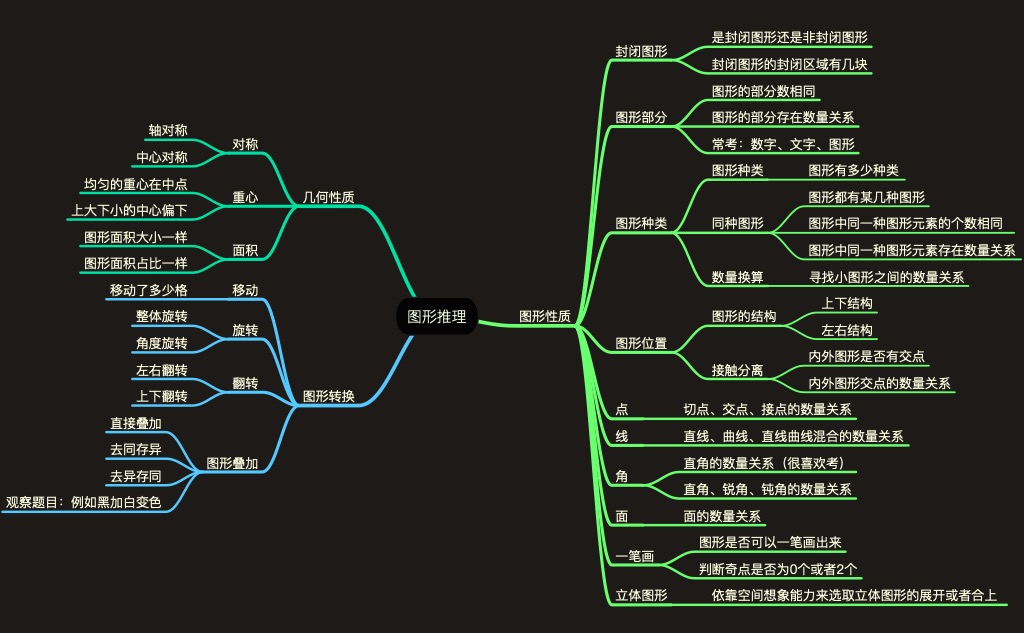 图形推理
几何性质
对称
轴对称
中心对称
重心
均匀的重心在中点
上大下小的中心偏下
面积
图形面积大小一样
图形面积占比一样
图形转换
移动
移动了多少格
旋转
整体旋转
角度旋转
翻转
左右翻转
上下翻转
图形叠加
直接叠加
去同存异
去异存同
观察题目：例如黑加白变色
图形性质
封闭图形
是封闭图形还是非封闭图形
封闭图形的封闭区域有几块
图形部分
图形的部分数相同
图形的部分存在数量关系
常考：数字、文字、图形
图形种类
图形种类
图形有多少种类
同种图形
图形都有某几种图形
图形中同一种图形元素的个数相同
图形中同一种图形元素存在数量关系
数量换算
寻找小图形之间的数量关系
图形位置
图形的结构
上下结构
左右结构
接触分离
内外图形是否有交点
内外图形交点的数量关系
点
切点、交点、接点的数量关系
线
直线、曲线、直线曲线混合的数量关系
角
直角的数量关系（很喜欢考）
直角、锐角、钝角的数量关系
面
面的数量关系
一笔画
图形是否可以一笔画出来
判断奇点是否为0个或者2个
立体图形
依靠空间想象能力来选取立体图形的展开或者合上